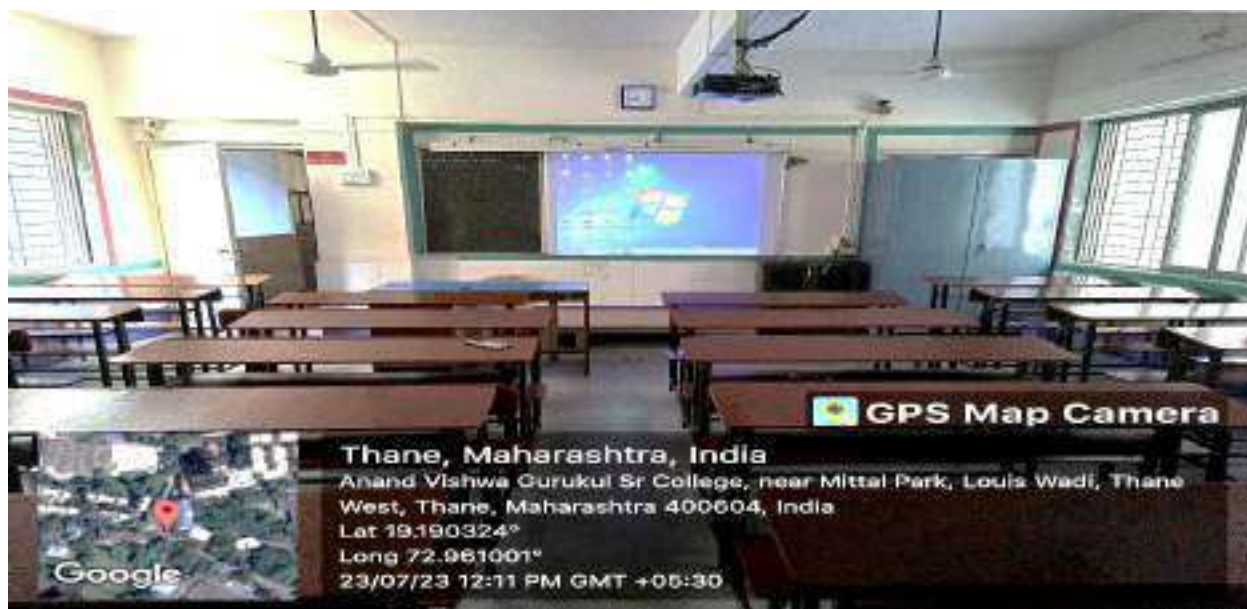 GPS Map Camera
Thane, Maharashtra, India
Anand Vishwa Gurukul Sr College, near Mittal Park, Louis Wadi, Thane
West, Thane, Maharashtra 400604, India
Lat 19.190324°
Long 72.961001°
23/07/23 12:11 PM GMT +05:30
Google